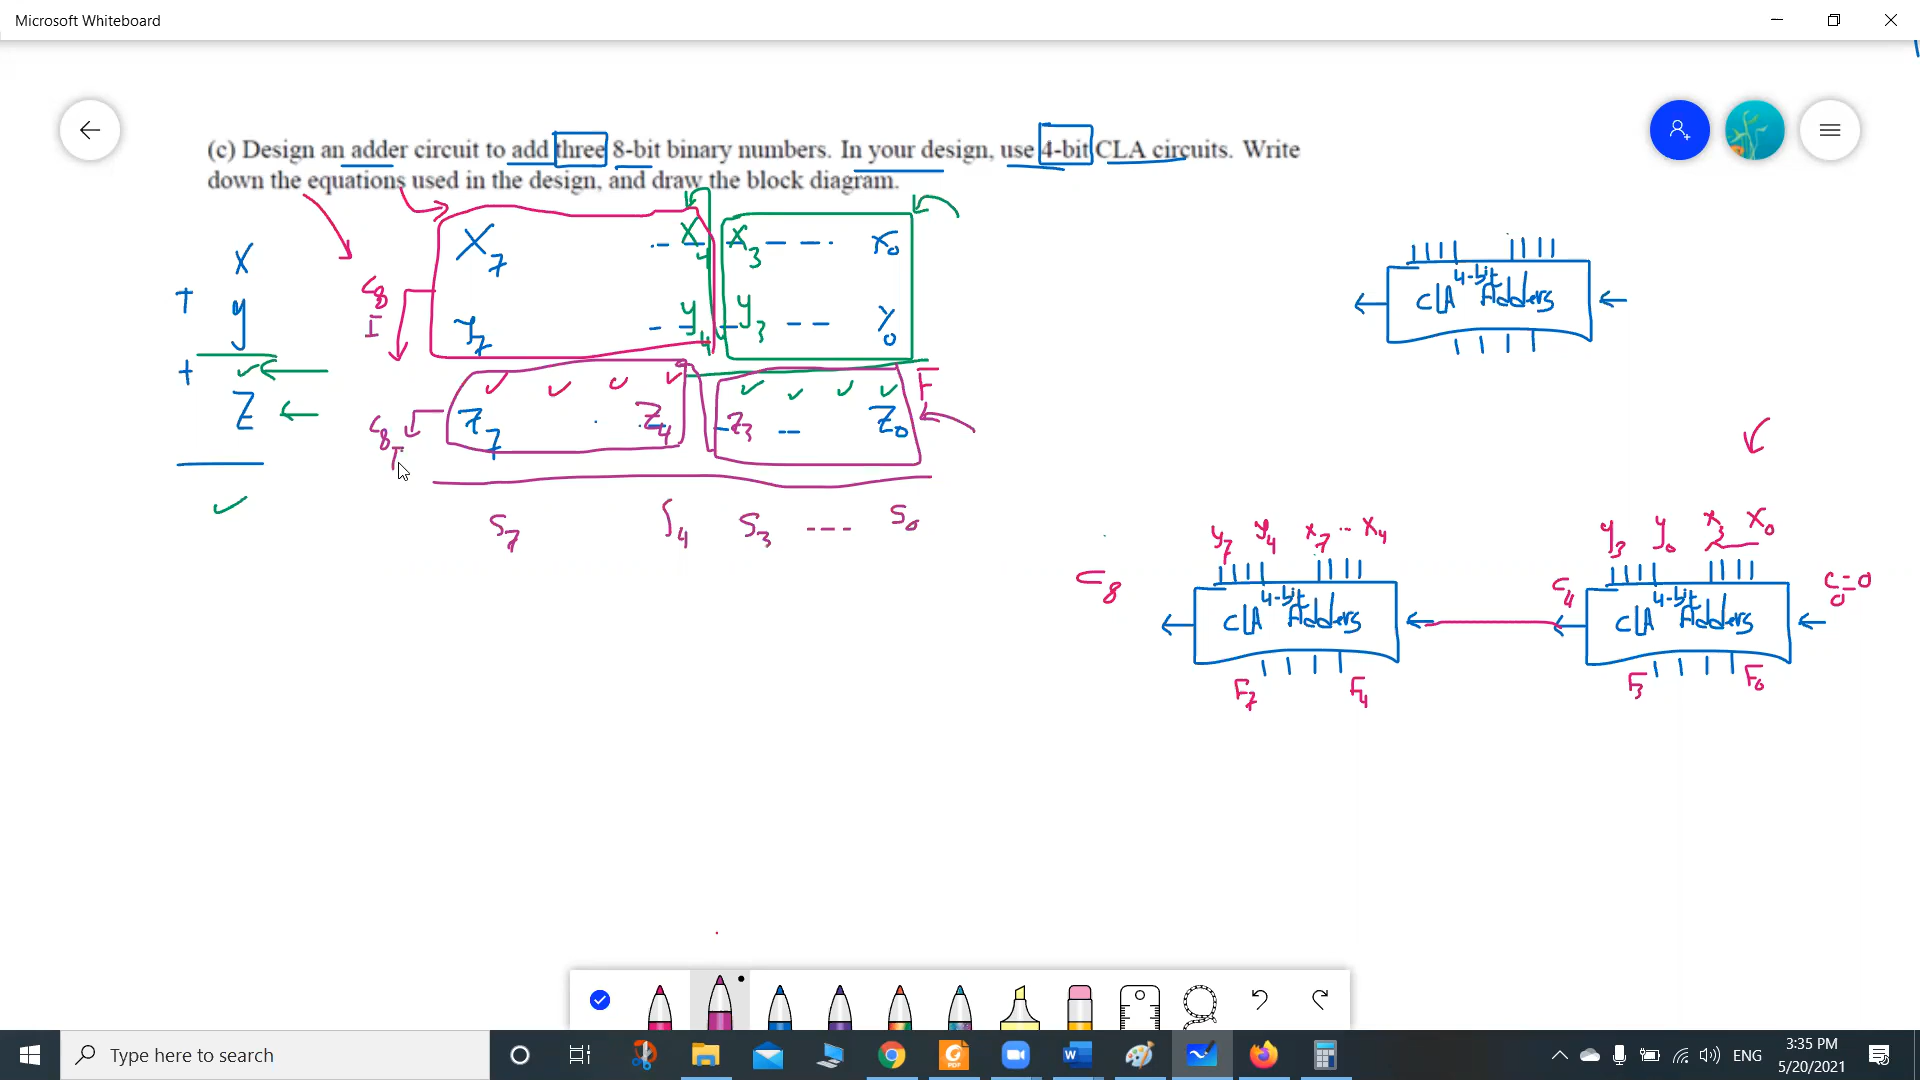 Microsoft Whiteboard
(c) Design an adder circuit to add three 8-bit binary numbers. In your design, use 4-bit CLA circuits. Write
down the equations used in the design, and draw the block diagram.
X
+ y
+
Z
C8 I
X7 -- X4 X3 ---- X0
y7 -- y4 y3 -- y0
F
C8 I
Z7 Z4 Z3 -- Z0
S7 S4 S3 ---- S0
4-bit
CLA Adders
C8
y7 y4 X7 -- X4
4-bit
CLA Adders
F7 F4
C4
y3 y0 X3 X0
C0=0
4-bit
CLA Adders
F3 F0
Type here to search
ENG
3:35 PM
5/20/2021